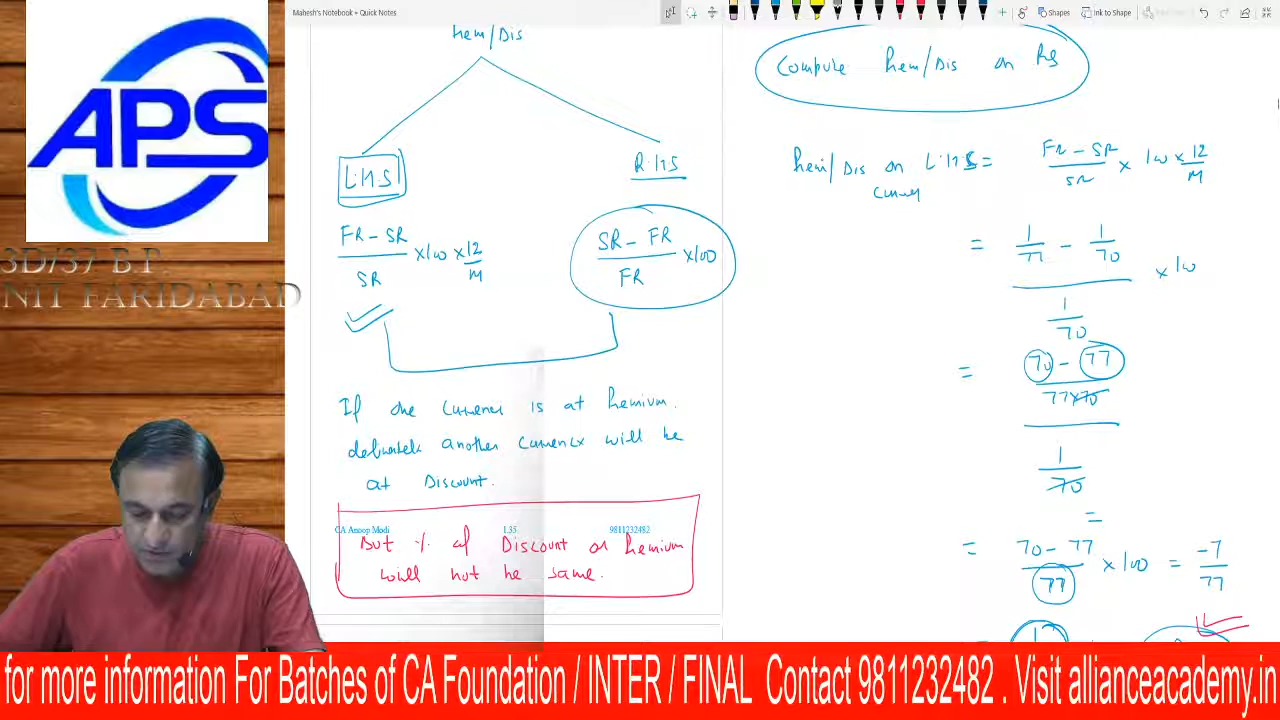 Mahesh's Notebook • Quick Notes
Shapes
Ink to Shape
APS
3D/37 B.P.
NIT FARIDABAD
Prem/Dis
L.H.S
R.H.S
FR - SR
SR
×100 × 12
M
SR - FR
FR
×100
If one currency is at Premium.
another currency will be
at Discount.
CA Anoop Modi
1.35
9811232482
But % of Discount or Premium
will not be same.
Compute Prem/Dis on RS
Prem/Dis on L.H.S =
currency
FR - SR
SR
× 100 × 12
M
= 1
77
- 1
70
× 100
1
70
= 70 - 77
77×70
1
70
=
= 70 - 77
77
× 100 = -7
77
=
for more information For Batches of CA Foundation / INTER / FINAL Contact 9811232482 . Visit allianceacademy.in